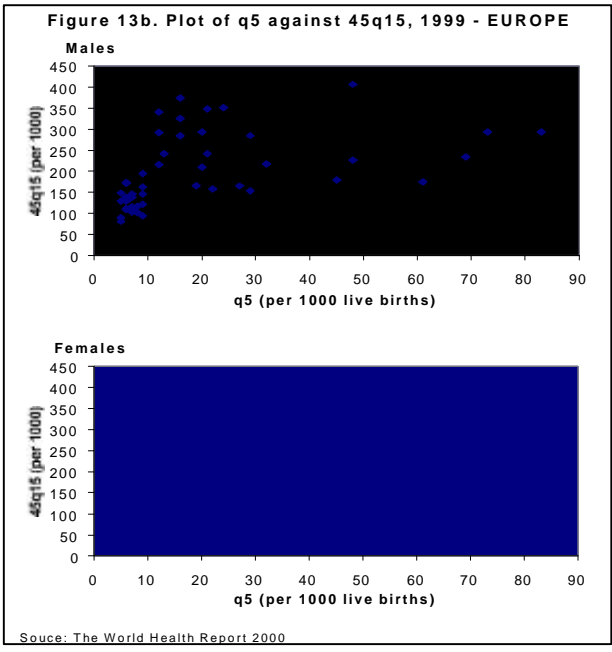 Figure 13b. Plot of q5 against 45q15, 1999 - EUROPE
Males
450
400
350
300
250
200
150
100
50
0
45q15 (per 1000)
0 10 20 30 40 50 60 70 80 90
q5 (per 1000 live births)
Females
450
400
350
300
250
200
150
100
50
0
45q15 (per 1000)
0 10 20 30 40 50 60 70 80 90
q5 (per 1000 live births)
Souce: The World Health Report 2000